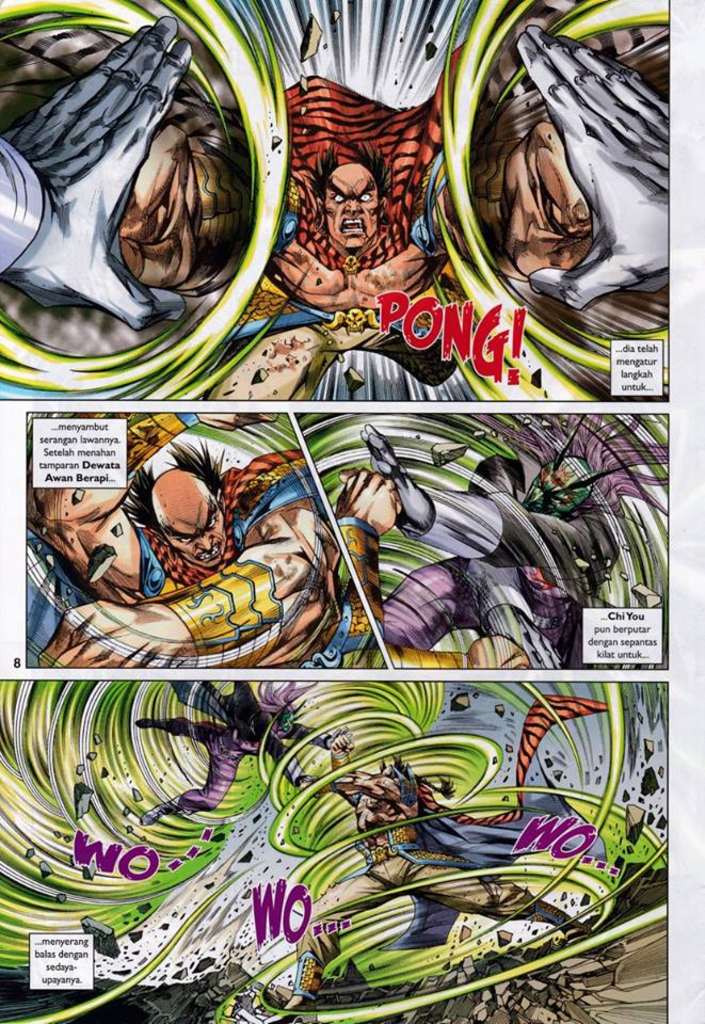 PONG!
...dia telah
mengatur
langkah
untuk...
...menyambut
serangan lawannya.
Setelah menahan
tamparan Dewata
Awan Berapi...
...Chi You
pun berputar
dengan sepantas
kilat untuk...
8
WO...
WO...
WO...
...menyerang
balas dengan
sedaya-
upayanya.